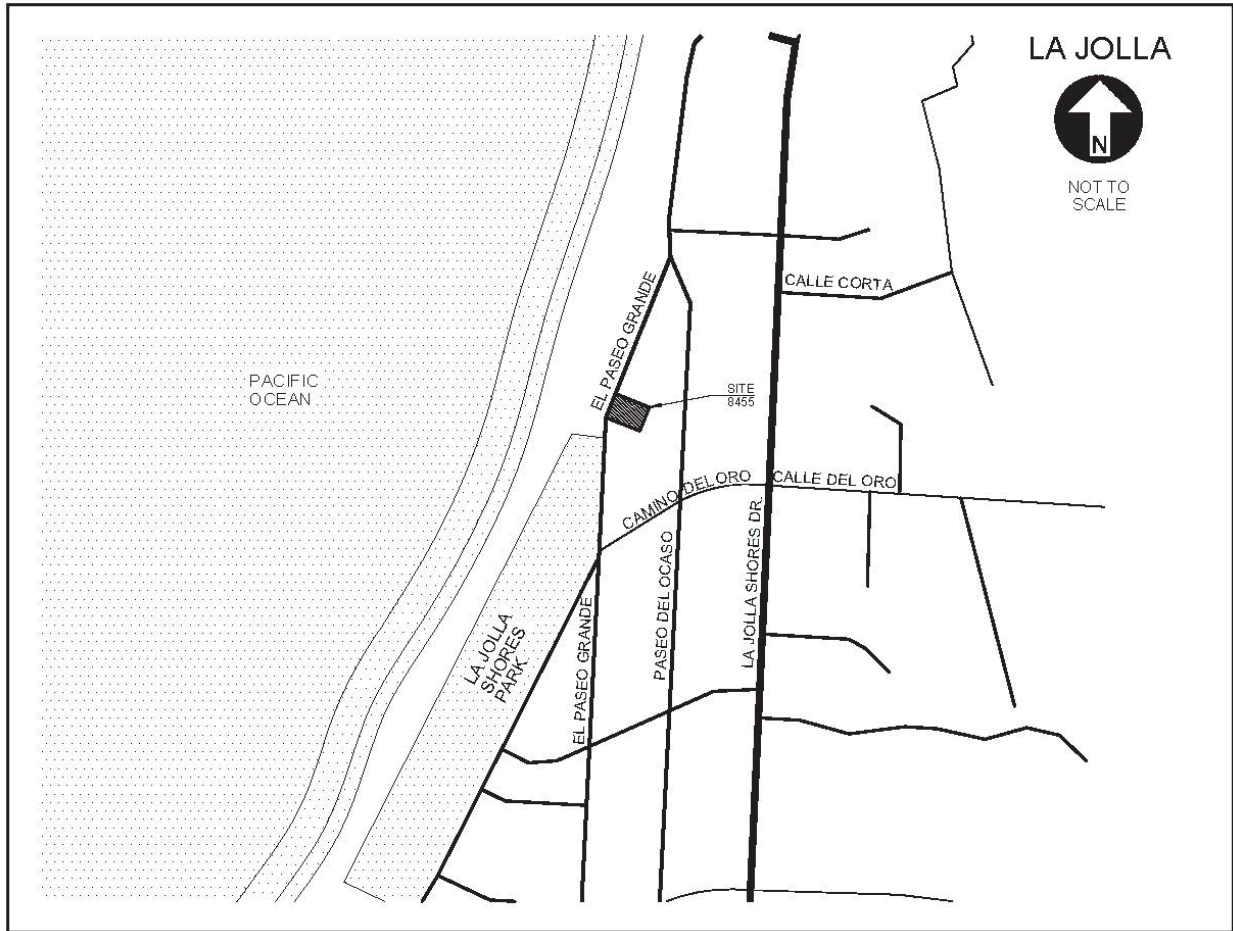 LA JOLLA
N
NOT TO
SCALE
CALLE CORTA
EL PASEO GRANDE
PACIFIC
OCEAN
SITE
8455
CAMINO DEL ORO
CALLE DEL ORO
LA JOLLA SHORES DR.
PASEO DEL OCASO
EL PASEO GRANDE
LA JOLLA
SHORES
PARK